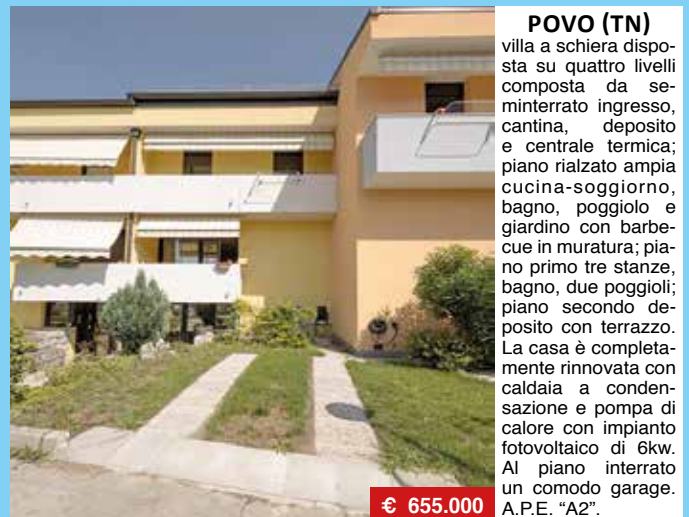 POVO (TN)
villa a schiera dispo-
sta su quattro livelli
composta da se-
minterrato ingresso,
cantina, deposito
e centrale termica;
piano rialzato ampia
cucina-soggiorno,
bagno, poggiolo e
giardino con barbe-
cue in muratura; pia-
no primo tre stanze,
bagno, due poggioli;
piano secondo de-
posito con terrazzo.
La casa è completa-
mente rinnovata con
caldaia a conden-
sazione e pompa di
calore con impianto
fotovoltaico di 6kw.
Al piano interrato
un comodo garage.
A.P.E. “A2”.
€ 655.000